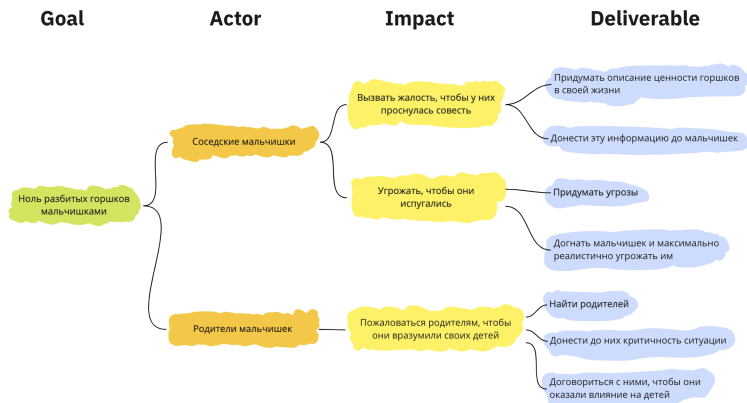 Goal
Actor
Impact
Deliverable
Ноль разбитых горшков
мальчишками
Соседские мальчишки
Родители мальчишек
Вызвать жалость, чтобы у них
проснулась совесть
Угрожать, чтобы они
испугались
Пожаловаться родителям, чтобы
они вразумили своих детей
Придумать описание ценности горшков
в своей жизни
Донести эту информацию до мальчишек
Придумать угрозы
Догнать мальчишек и максимально
реалистично угрожать им
Найти родителей
Донести до них критичность ситуации
Договориться с ними, чтобы они
оказали влияние на детей